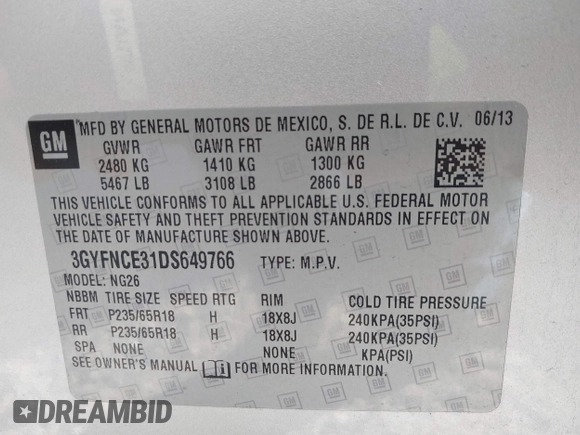 GM
MFD BY GENERAL MOTORS DE MEXICO, S. DE R.L. DE C.V. 06/13
GVWR GAWR FRT GAWR RR
2480 KG 1410 KG 1300 KG
5467 LB 3108 LB 2866 LB
THIS VEHICLE CONFORMS TO ALL APPLICABLE U.S. FEDERAL MOTOR
VEHICLE SAFETY AND THEFT PREVENTION STANDARDS IN EFFECT ON
THE DATE OF MANUFACTURE SHOWN ABOVE.
3GYFNCE31DS649766 TYPE: M.P.V.
MODEL: NG26
NBBM TIRE SIZE SPEED RTG RIM COLD TIRE PRESSURE
FRT P235/65R18 H 18X8J 240KPA(35PSI)
RR P235/65R18 H 18X8J 240KPA(35PSI)
SPA NONE NONE KPA(PSI)
SEE OWNER'S MANUAL FOR MORE INFORMATION.
DREAMBID